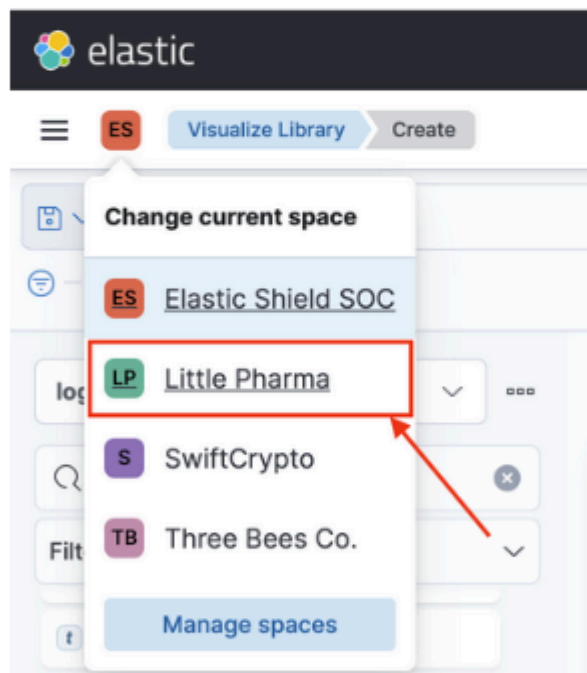 elastic
ES Visualize Library Create
Change current space
ES Elastic Shield SOC
LP Little Pharma
log
S SwiftCrypto
TB Three Bees Co.
Filt
Manage spaces
t